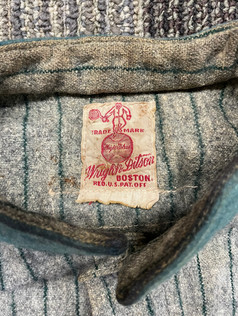 TRADE MARK
Wright & Ditson
BOSTON.
REG. U.S. PAT. OFF.